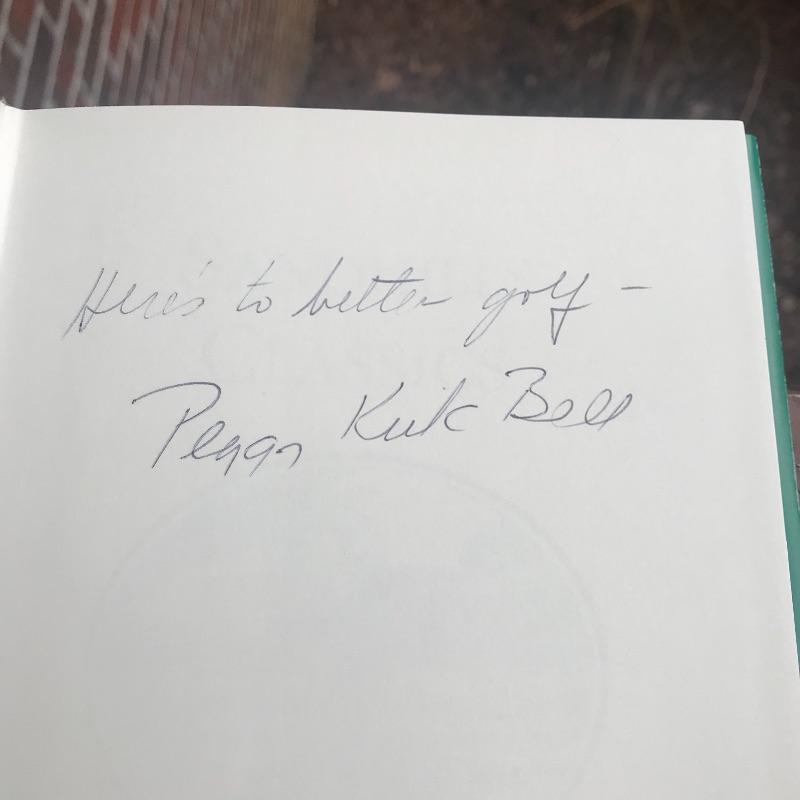 Here's to better golf -
Peggy Kirk Bell